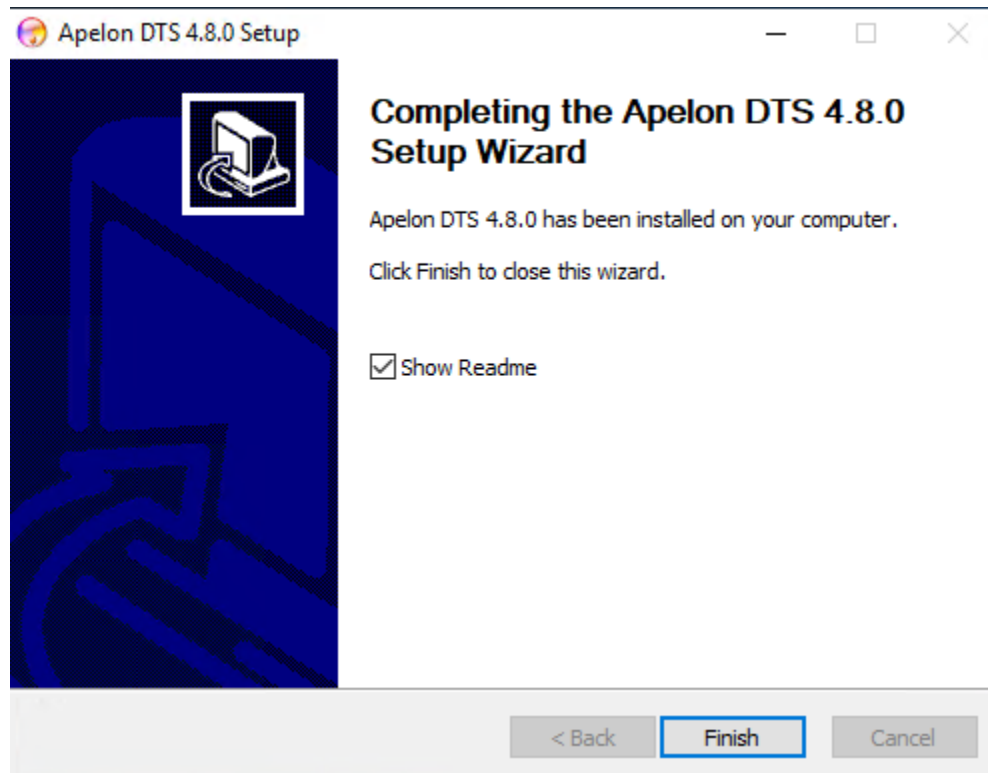 Apelon DTS 4.8.0 Setup
Completing the Apelon DTS 4.8.0
Setup Wizard
Apelon DTS 4.8.0 has been installed on your computer.
Click Finish to close this wizard.
Show Readme
< Back
Finish
Cancel